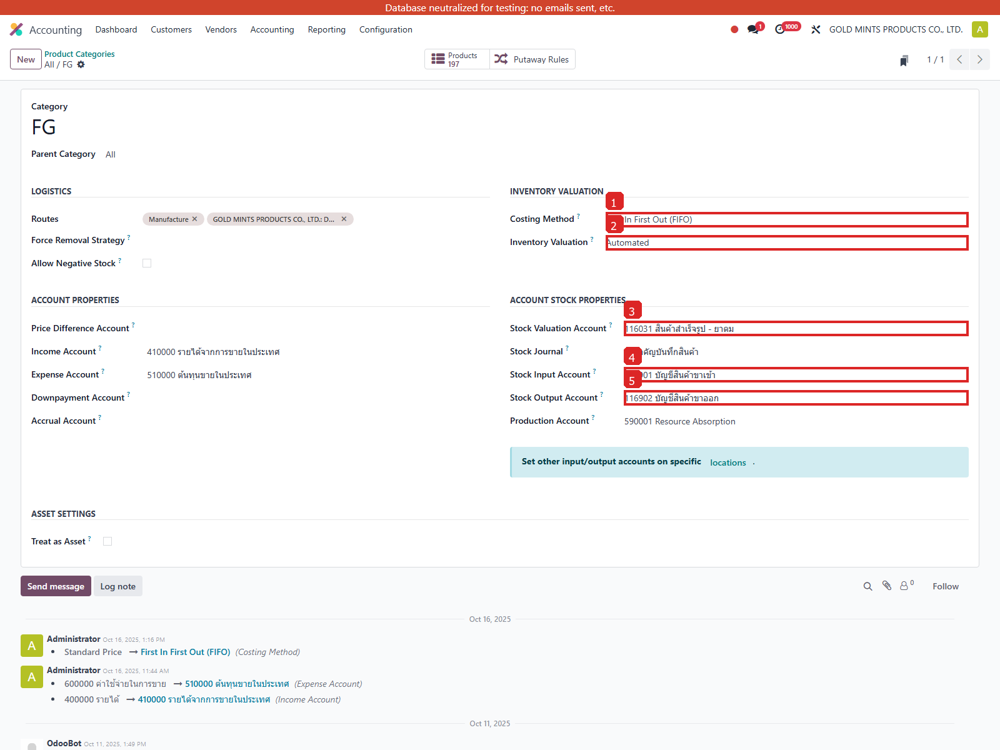 Database neutralized for testing: no emails sent, etc.
Accounting Dashboard Customers Vendors Accounting Reporting Configuration 1 1000 GOLD MINTS PRODUCTS CO., LTD. A
New Product Categories All / FG Products 197 Putaway Rules 1 / 1
Category
FG
Parent Category All
LOGISTICS
Routes Manufacture GOLD MINTS PRODUCTS CO., LTD.: D...
Force Removal Strategy ?
Allow Negative Stock ?
INVENTORY VALUATION
1
Costing Method ? In First Out (FIFO)
2
Inventory Valuation ? Automated
ACCOUNT PROPERTIES
Price Difference Account ?
Income Account ? 410000 รายได้จากการขายในประเทศ
Expense Account ? 510000 ต้นทุนขายในประเทศ
Downpayment Account ?
Accrual Account ?
ACCOUNT STOCK PROPERTIES
3
Stock Valuation Account ? 116031 สินค้าสำเร็จรูป - ยาดม
Stock Journal ? คัญบันทึกสินค้า
4
Stock Input Account ? 01 บัญชีสินค้าขาเข้า
5
Stock Output Account ? 116902 บัญชีสินค้าขาออก
Production Account ? 590001 Resource Absorption
Set other input/output accounts on specific locations .
ASSET SETTINGS
Treat as Asset ?
Send message Log note 0 Follow
Oct 16, 2025
A Administrator Oct 16, 2025, 1:16 PM
• Standard Price → First In First Out (FIFO) (Costing Method)
A Administrator Oct 16, 2025, 11:44 AM
• 600000 ค่าใช้จ่ายในการขาย → 510000 ต้นทุนขายในประเทศ (Expense Account)
• 400000 รายได้ → 410000 รายได้จากการขายในประเทศ (Income Account)
Oct 11, 2025
OdooBot Oct 11, 2025, 1:49 PM